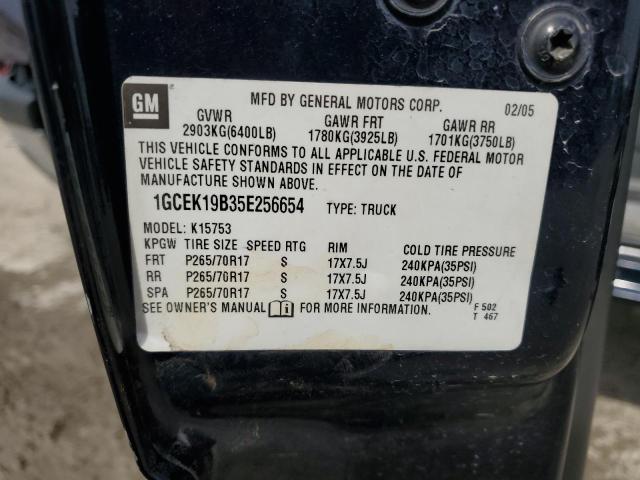 GM
MFD BY GENERAL MOTORS CORP. 02/05
GVWR GAWR FRT GAWR RR
2903KG(6400LB) 1780KG(3925LB) 1701KG(3750LB)
THIS VEHICLE CONFORMS TO ALL APPLICABLE U.S. FEDERAL MOTOR
VEHICLE SAFETY STANDARDS IN EFFECT ON THE DATE OF
MANUFACTURE SHOWN ABOVE.
1GCEK19B35E256654 TYPE: TRUCK
MODEL: K15753
KPGW TIRE SIZE SPEED RTG RIM COLD TIRE PRESSURE
FRT P265/70R17 S 17X7.5J 240KPA(35PSI)
RR P265/70R17 S 17X7.5J 240KPA(35PSI)
SPA P265/70R17 S 17X7.5J 240KPA(35PSI)
SEE OWNER'S MANUAL i FOR MORE INFORMATION.
F 502
T 467